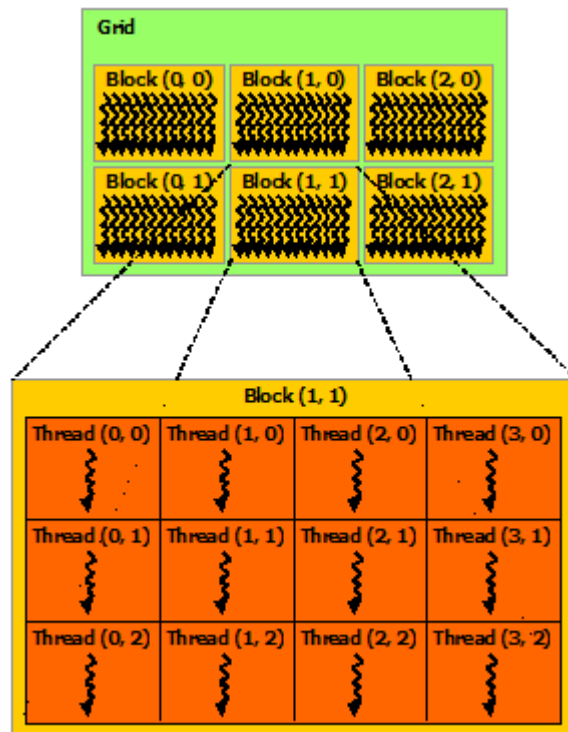 Grid
Block (0, 0) Block (1, 0) Block (2, 0)
Block (0, 1) Block (1, 1) Block (2, 1)
Block (1, 1)
Thread (0, 0) Thread (1, 0) Thread (2, 0) Thread (3, 0)
Thread (0, 1) Thread (1, 1) Thread (2, 1) Thread (3, 1)
Thread (0, 2) Thread (1, 2) Thread (2, 2) Thread (3, 2)